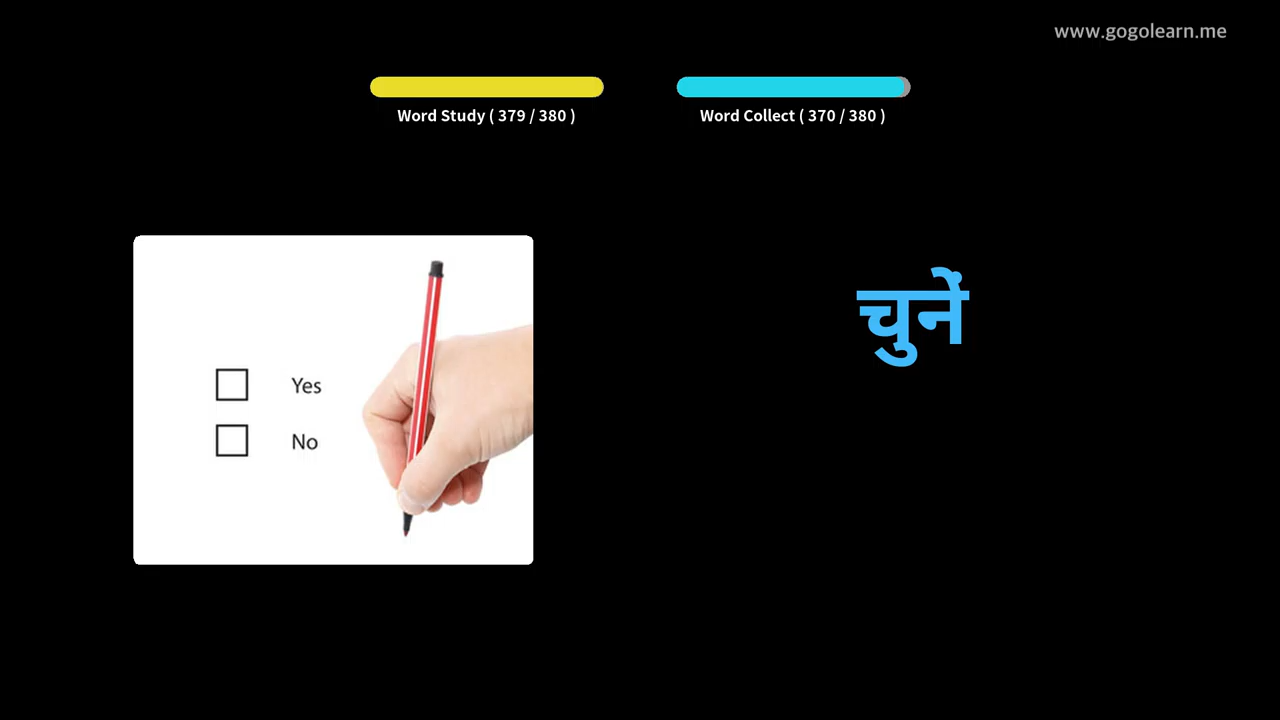 www.gogolearn.me
Word Study ( 379 / 380 )
Word Collect ( 370 / 380 )
चुनें
Yes
No